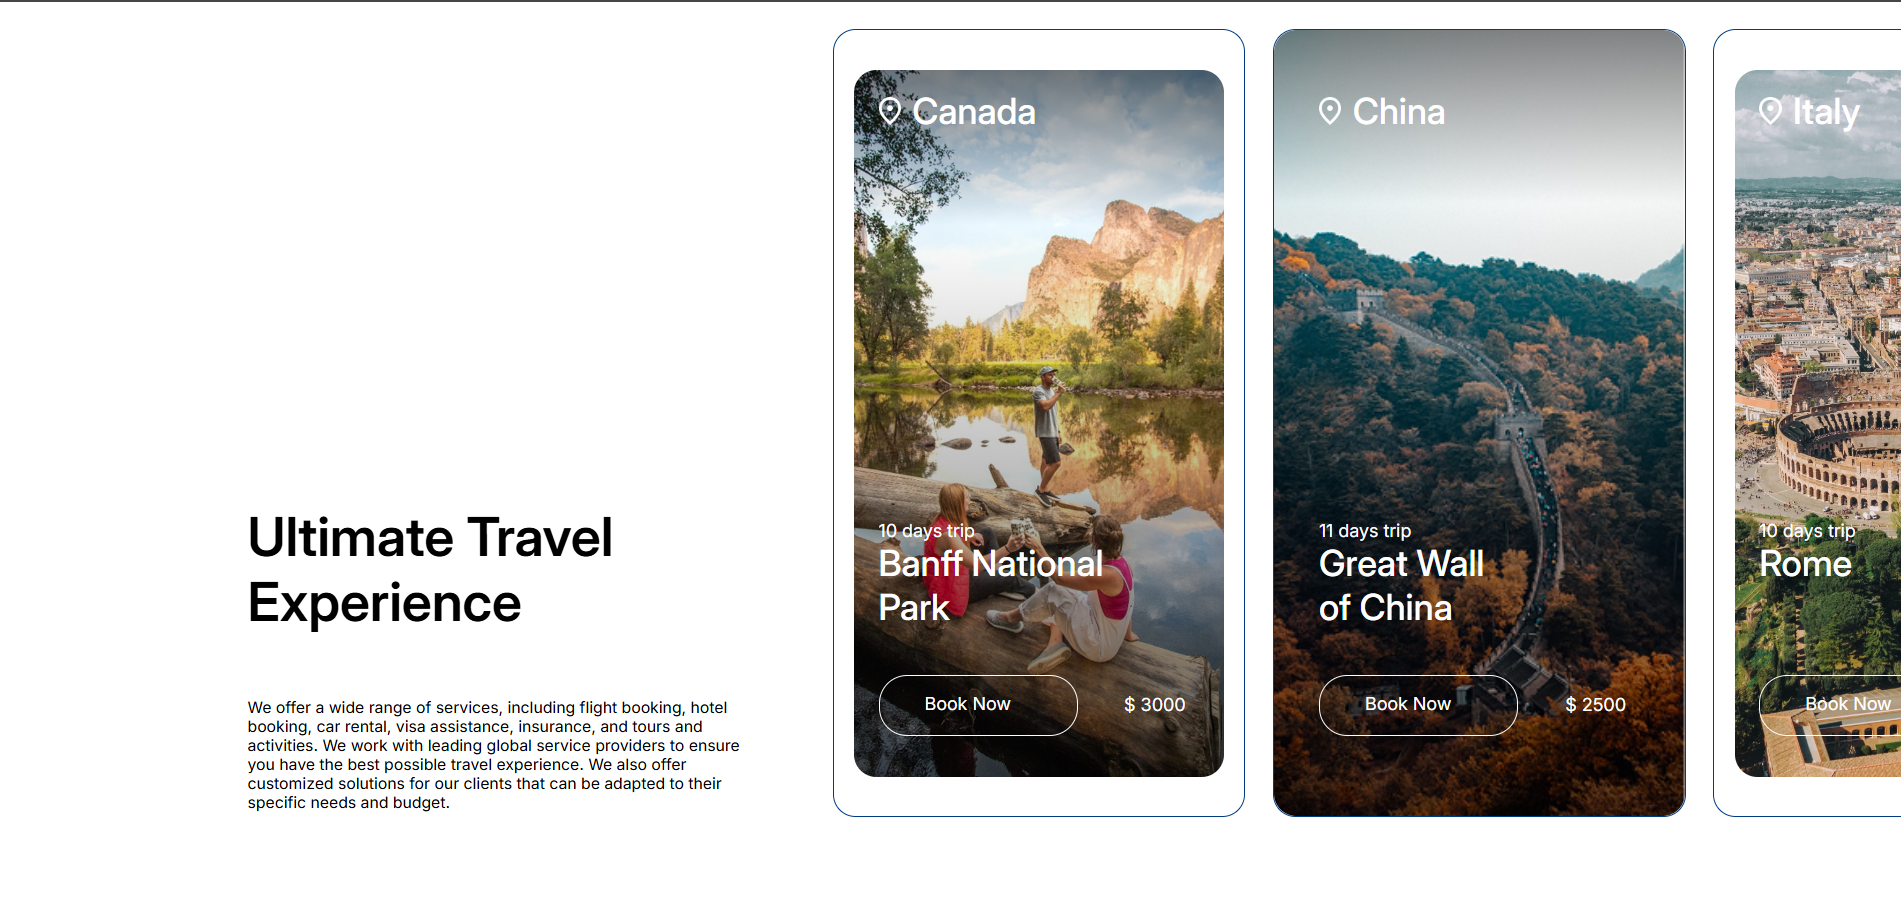 Ultimate Travel
Experience
We offer a wide range of services, including flight booking, hotel
booking, car rental, visa assistance, insurance, and tours and
activities. We work with leading global service providers to ensure
you have the best possible travel experience. We also offer
customized solutions for our clients that can be adapted to their
specific needs and budget.
Canada
10 days trip
Banff National
Park
Book Now
$ 3000
China
11 days trip
Great Wall
of China
Book Now
$ 2500
Italy
10 days trip
Rome
Book Now